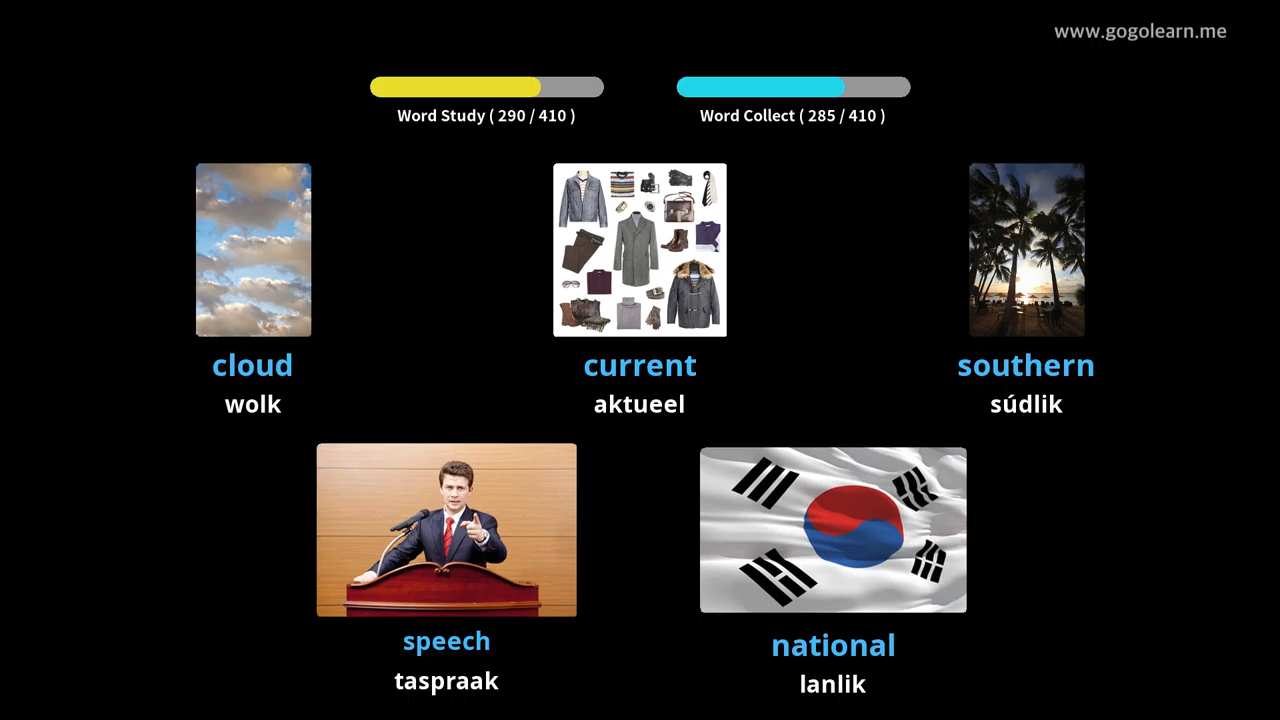 www.gogolearn.me
Word Study ( 290 / 410 )
Word Collect ( 285 / 410 )
cloud
wolk
current
aktueel
southern
súdlik
speech
taspraak
national
lanlik